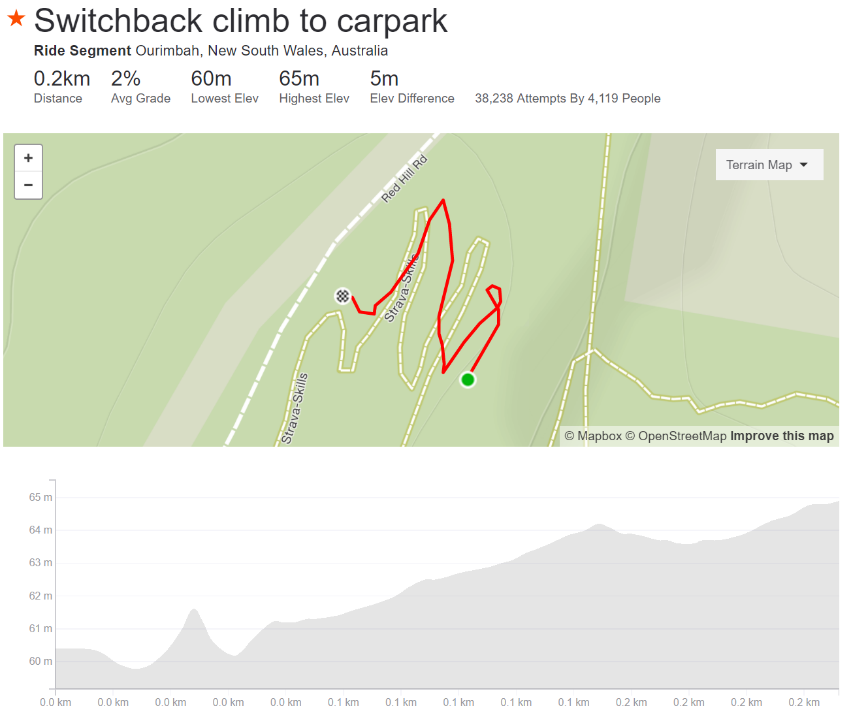 Switchback climb to carpark
Ride Segment Ourimbah, New South Wales, Australia
0.2km 2% 60m 65m 5m
Distance Avg Grade Lowest Elev Highest Elev Elev Difference 38,238 Attempts By 4,119 People
+
−
Terrain Map
Red Hill Rd
Strava-Skills
Strava-Skills
© Mapbox © OpenStreetMap Improve this map
65 m
64 m
63 m
62 m
61 m
60 m
0.0 km 0.0 km 0.0 km 0.0 km 0.0 km 0.1 km 0.1 km 0.1 km 0.1 km 0.1 km 0.2 km 0.2 km 0.2 km 0.2 km